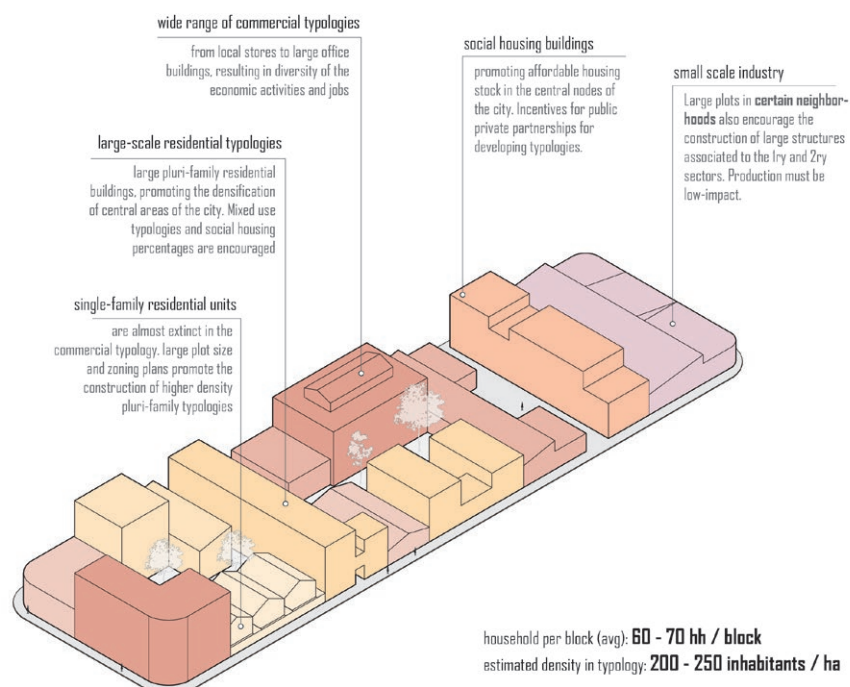 wide range of commercial typologies
from local stores to large office
buildings, resulting in diversity of the
economic activities and jobs
large-scale residential typologies
large pluri-family residential
buildings, promoting the densification
of central areas of the city. Mixed use
typologies and social housing
percentages are encouraged
single-family residential units
are almost extinct in the
commercial typology. large plot size
and zoning plans promote the
construction of higher density
pluri-family typologies
social housing buildings
promoting affordable housing
stock in the central nodes of
the city. Incentives for public
private partnerships for
developing typologies.
small scale industry
Large plots in certain neighbor-
hoods also encourage the
construction of large structures
associated to the 1ry and 2ry
sectors. Production must be
low-impact.
household per block (avg): 60 - 70 hh / block
estimated density in typology: 200 - 250 inhabitants / ha